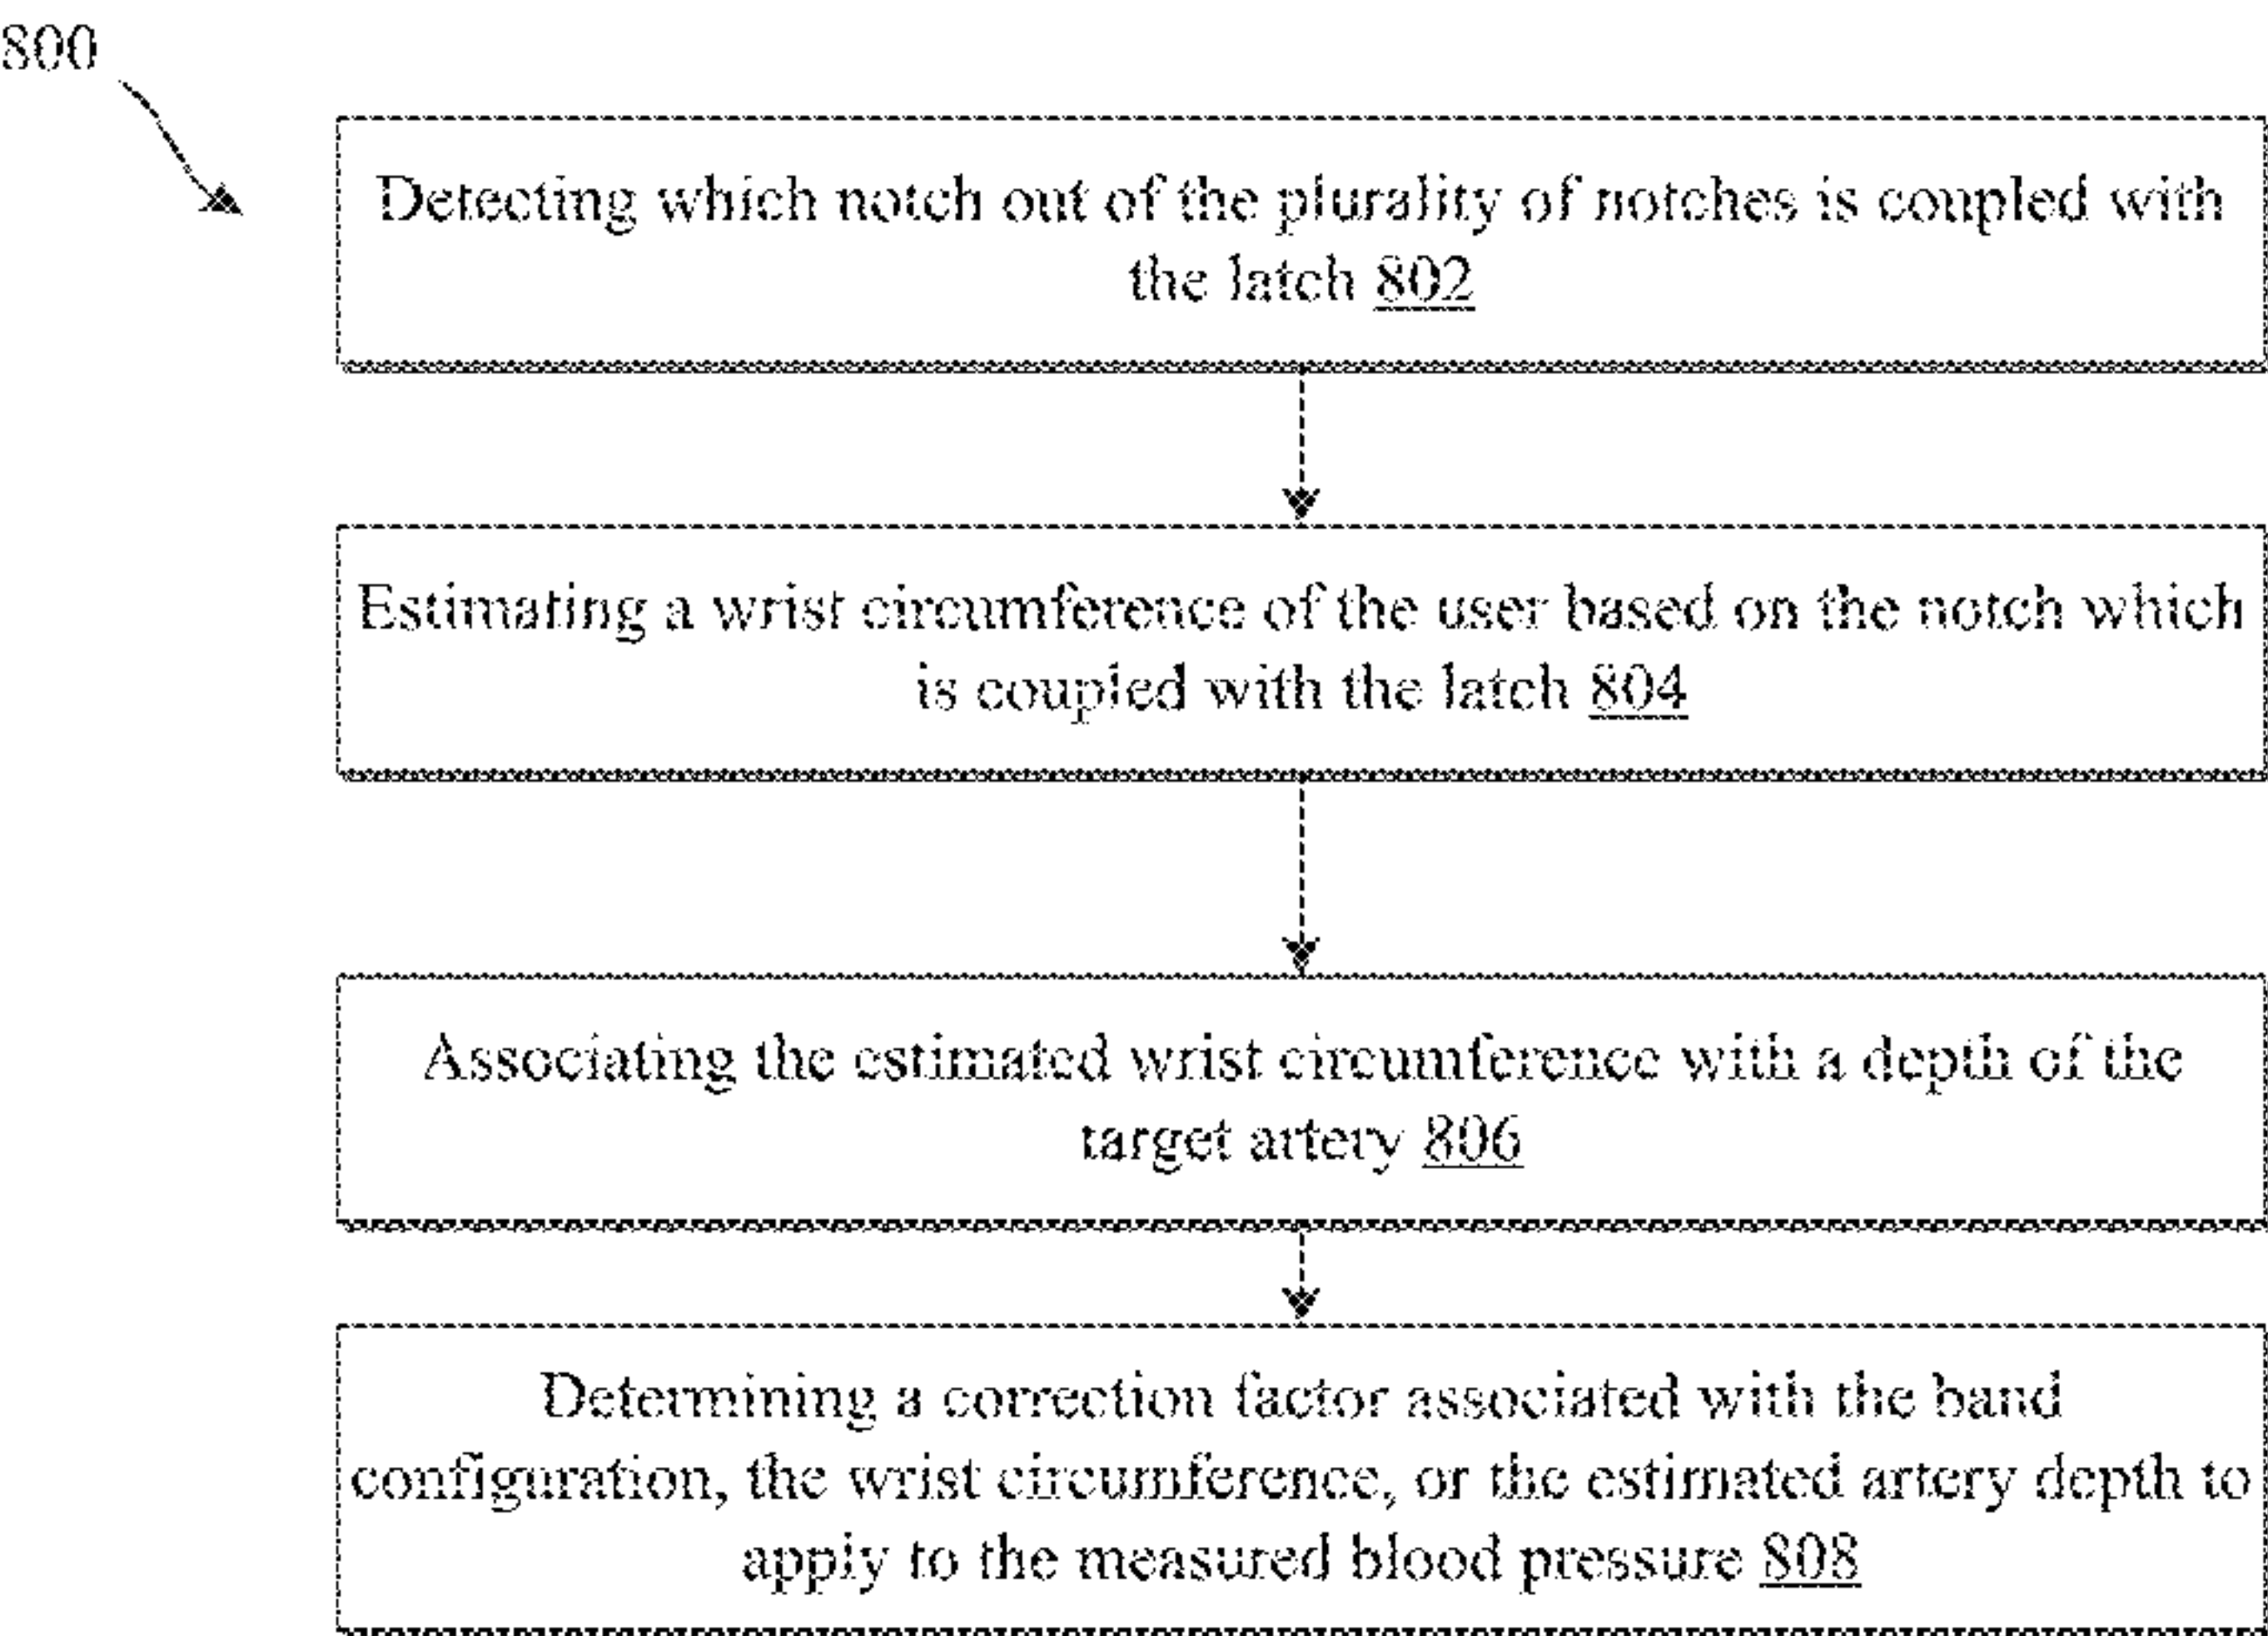 800
Detecting which notch out of the plurality of notches is coupled with
the latch 802
Estimating a wrist circumference of the user based on the notch which
is coupled with the latch 804
Associating the estimated wrist circumference with a depth of the
target artery 806
Determining a correction factor associated with the band
configuration, the wrist circumference, or the estimated artery depth to
apply to the measured blood pressure 808